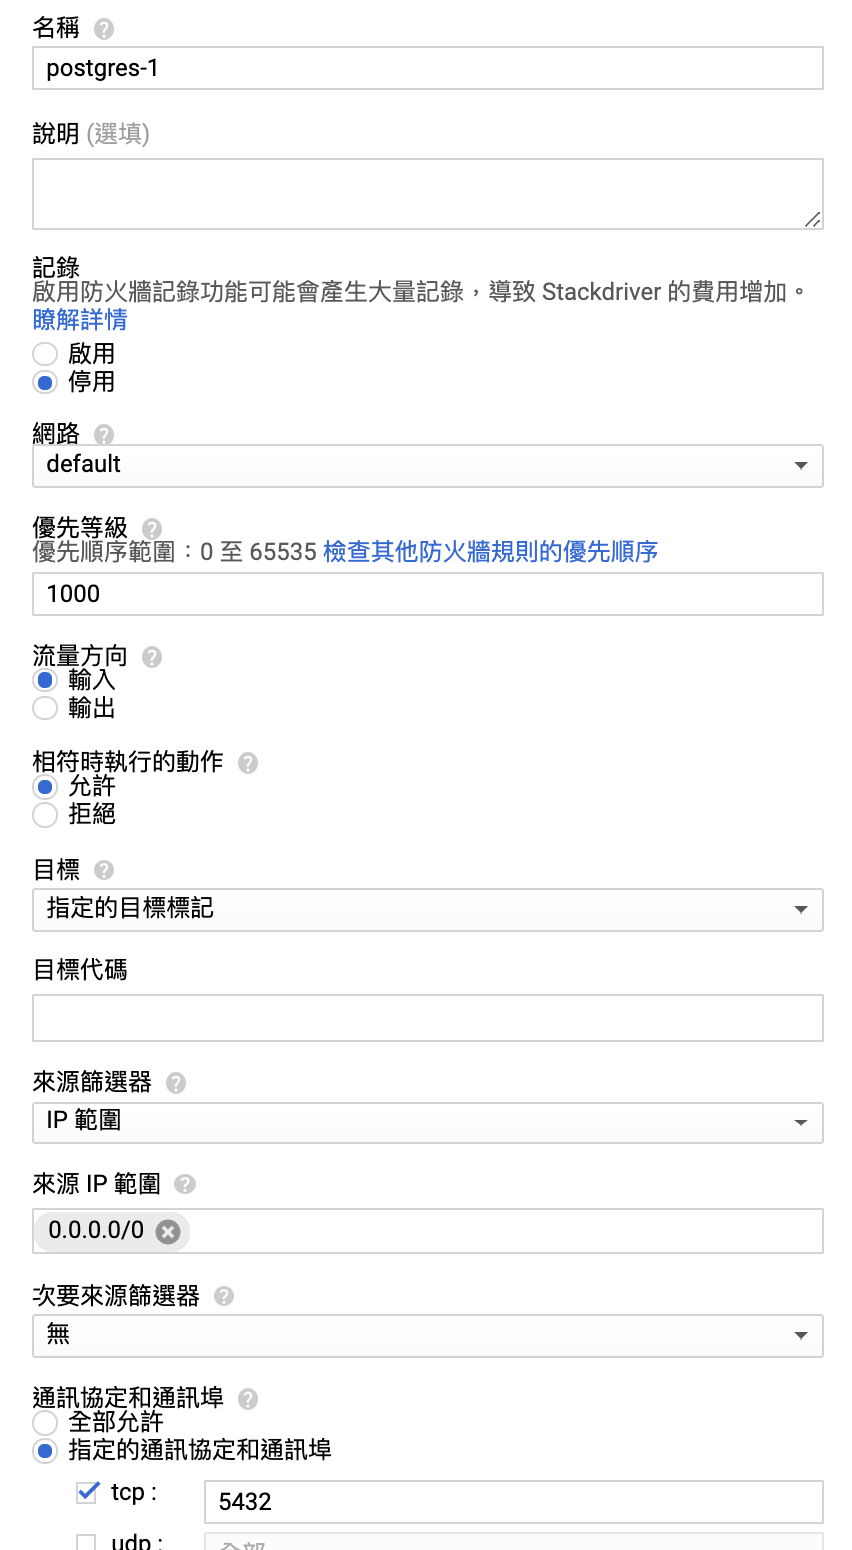 名稱
postgres-1
說明 (選填)
記錄
啟用防火牆記錄功能可能會產生大量記錄，導致 Stackdriver 的費用增加。
瞭解詳情
啟用
停用
網路
default
優先等級
優先順序範圍：0 至 65535 檢查其他防火牆規則的優先順序
1000
流量方向
輸入
輸出
相符時執行的動作
允許
拒絕
目標
指定的目標標記
目標代碼
來源篩選器
IP 範圍
來源 IP 範圍
0.0.0.0/0
次要來源篩選器
無
通訊協定和通訊埠
全部允許
指定的通訊協定和通訊埠
tcp : 5432
udp : 全部